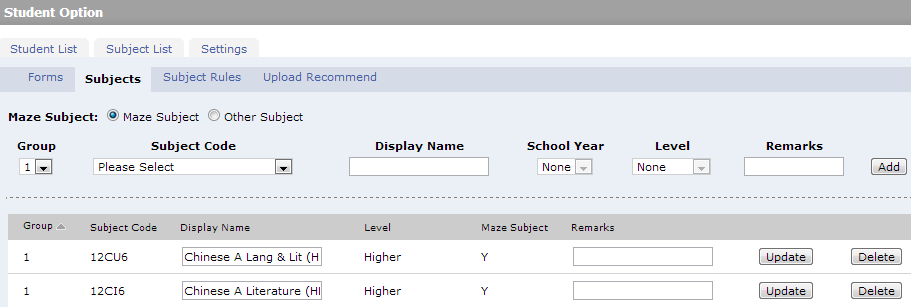 Student Option
Student List Subject List Settings
Forms Subjects Subject Rules Upload Recommend
Maze Subject: Maze Subject Other Subject
Group Subject Code Display Name School Year Level Remarks
1 Please Select None None Add
Group Subject Code Display Name Level Maze Subject Remarks
1 12CU6 Chinese A Lang & Lit (H Higher Y Update Delete
1 12CI6 Chinese A Literature (Hl Higher Y Update Delete